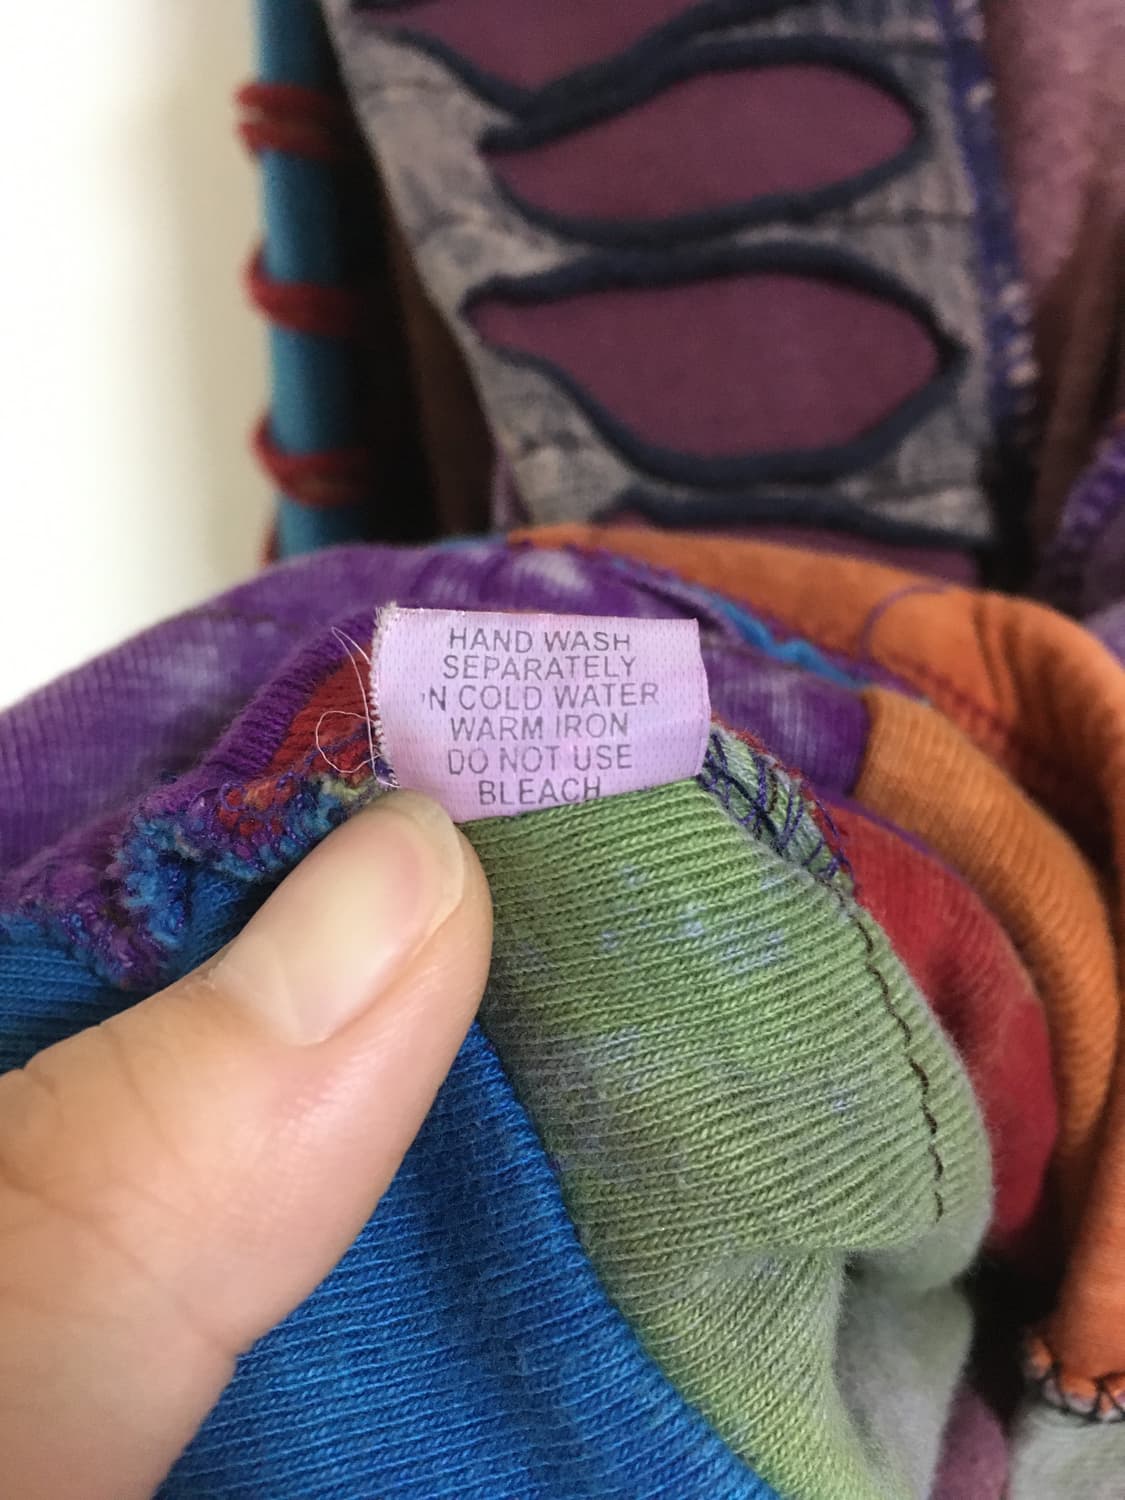 HAND WASH
SEPARATELY
'N COLD WATER
WARM IRON
DO NOT USE
BLEACH